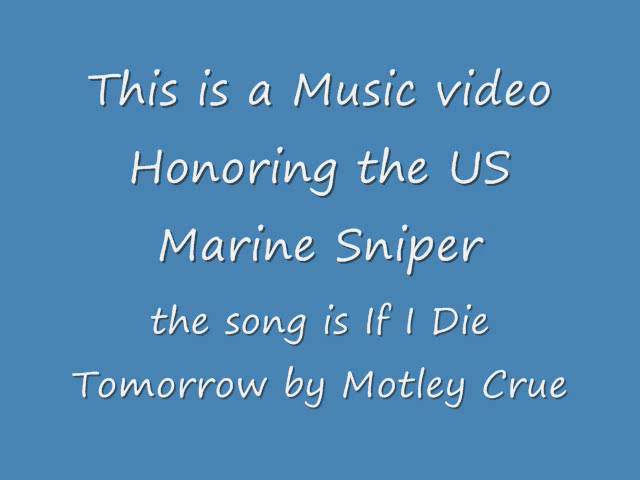 This is a Music video
Honoring the US
Marine Sniper
the song is If I Die
Tomorrow by Motley Crue